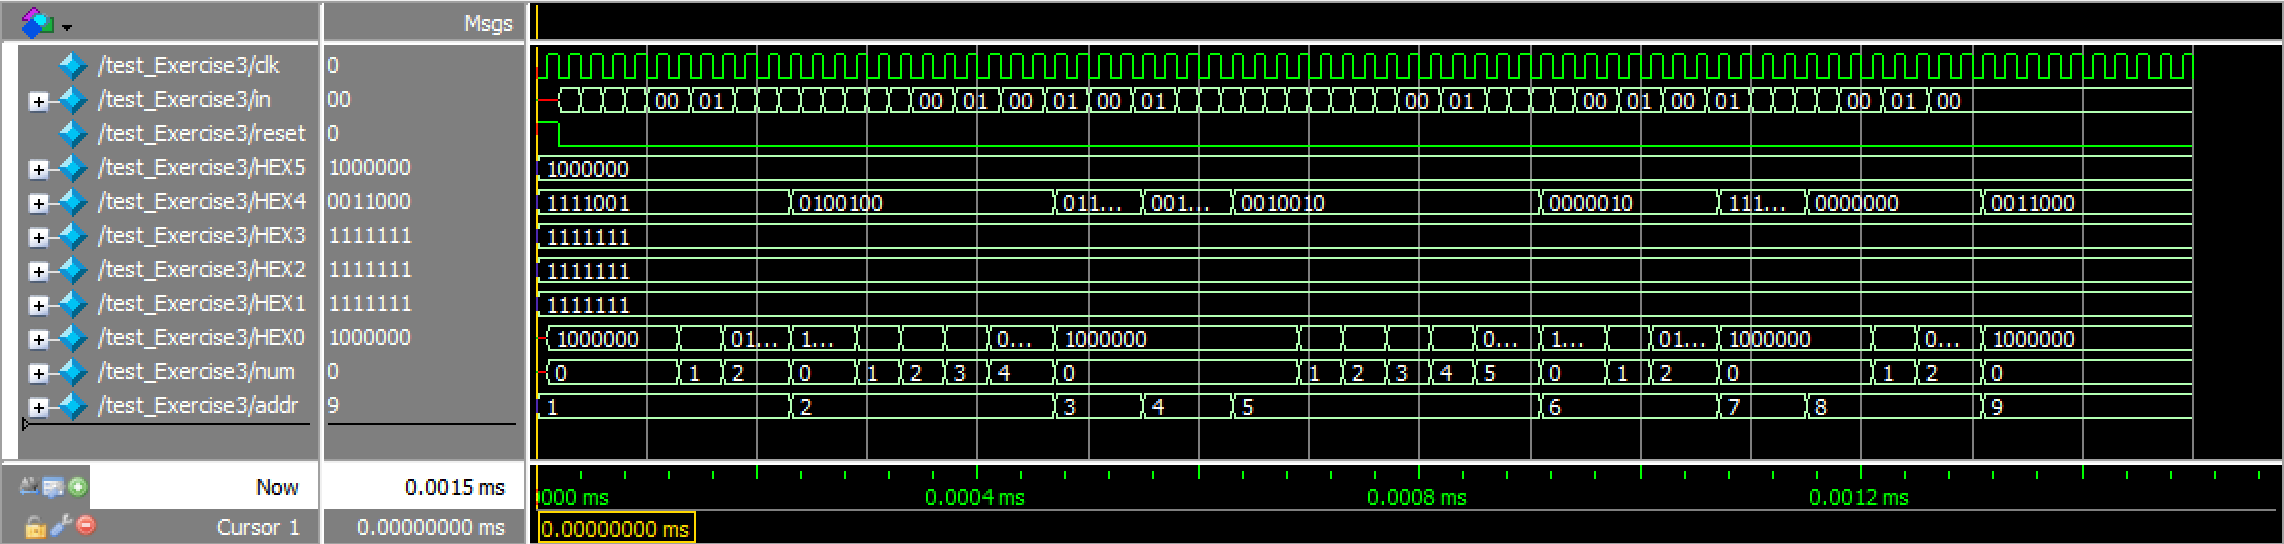 Msgs
/test_Exercise3/clk 0
/test_Exercise3/in 00 00 01 00 01 00 01 00 01 00 01 00 01 00 01 00 01 00
/test_Exercise3/reset 0
/test_Exercise3/HEX5 1000000 1000000
/test_Exercise3/HEX4 0011000 1111001 0100100 011... 001... 0010010 0000010 111... 0000000 0011000
/test_Exercise3/HEX3 1111111 1111111
/test_Exercise3/HEX2 1111111 1111111
/test_Exercise3/HEX1 1111111 1111111
/test_Exercise3/HEX0 1000000 1000000 01... 1... 0... 1000000 0... 1... 01... 1000000 0... 1000000
/test_Exercise3/num 0 0 1 2 0 1 2 3 4 0 1 2 3 4 5 0 1 2 0 1 2 0
/test_Exercise3/addr 9 1 2 3 4 5 6 7 8 9
Now 0.0015 ms 000 ms 0.0004 ms 0.0008 ms 0.0012 ms
Cursor 1 0.00000000 ms 0.00000000 ms